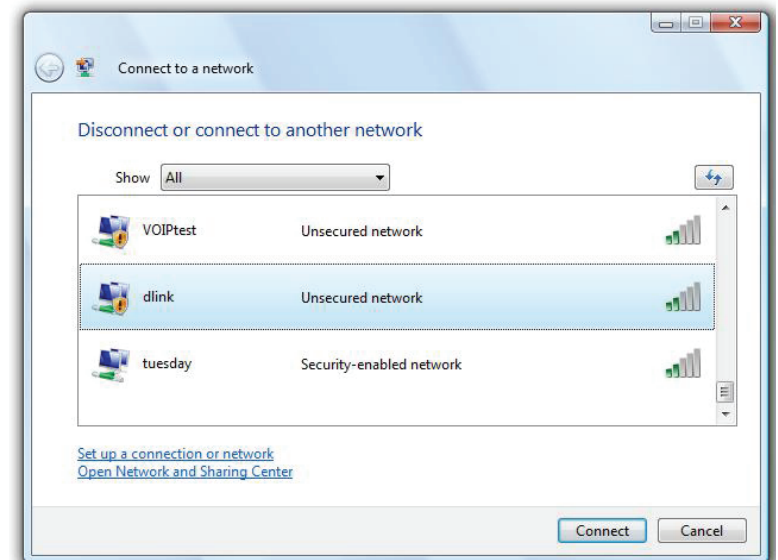 Connect to a network
Disconnect or connect to another network
Show All
VOIPtest Unsecured network
dlink Unsecured network
tuesday Security-enabled network
Set up a connection or network
Open Network and Sharing Center
Connect Cancel